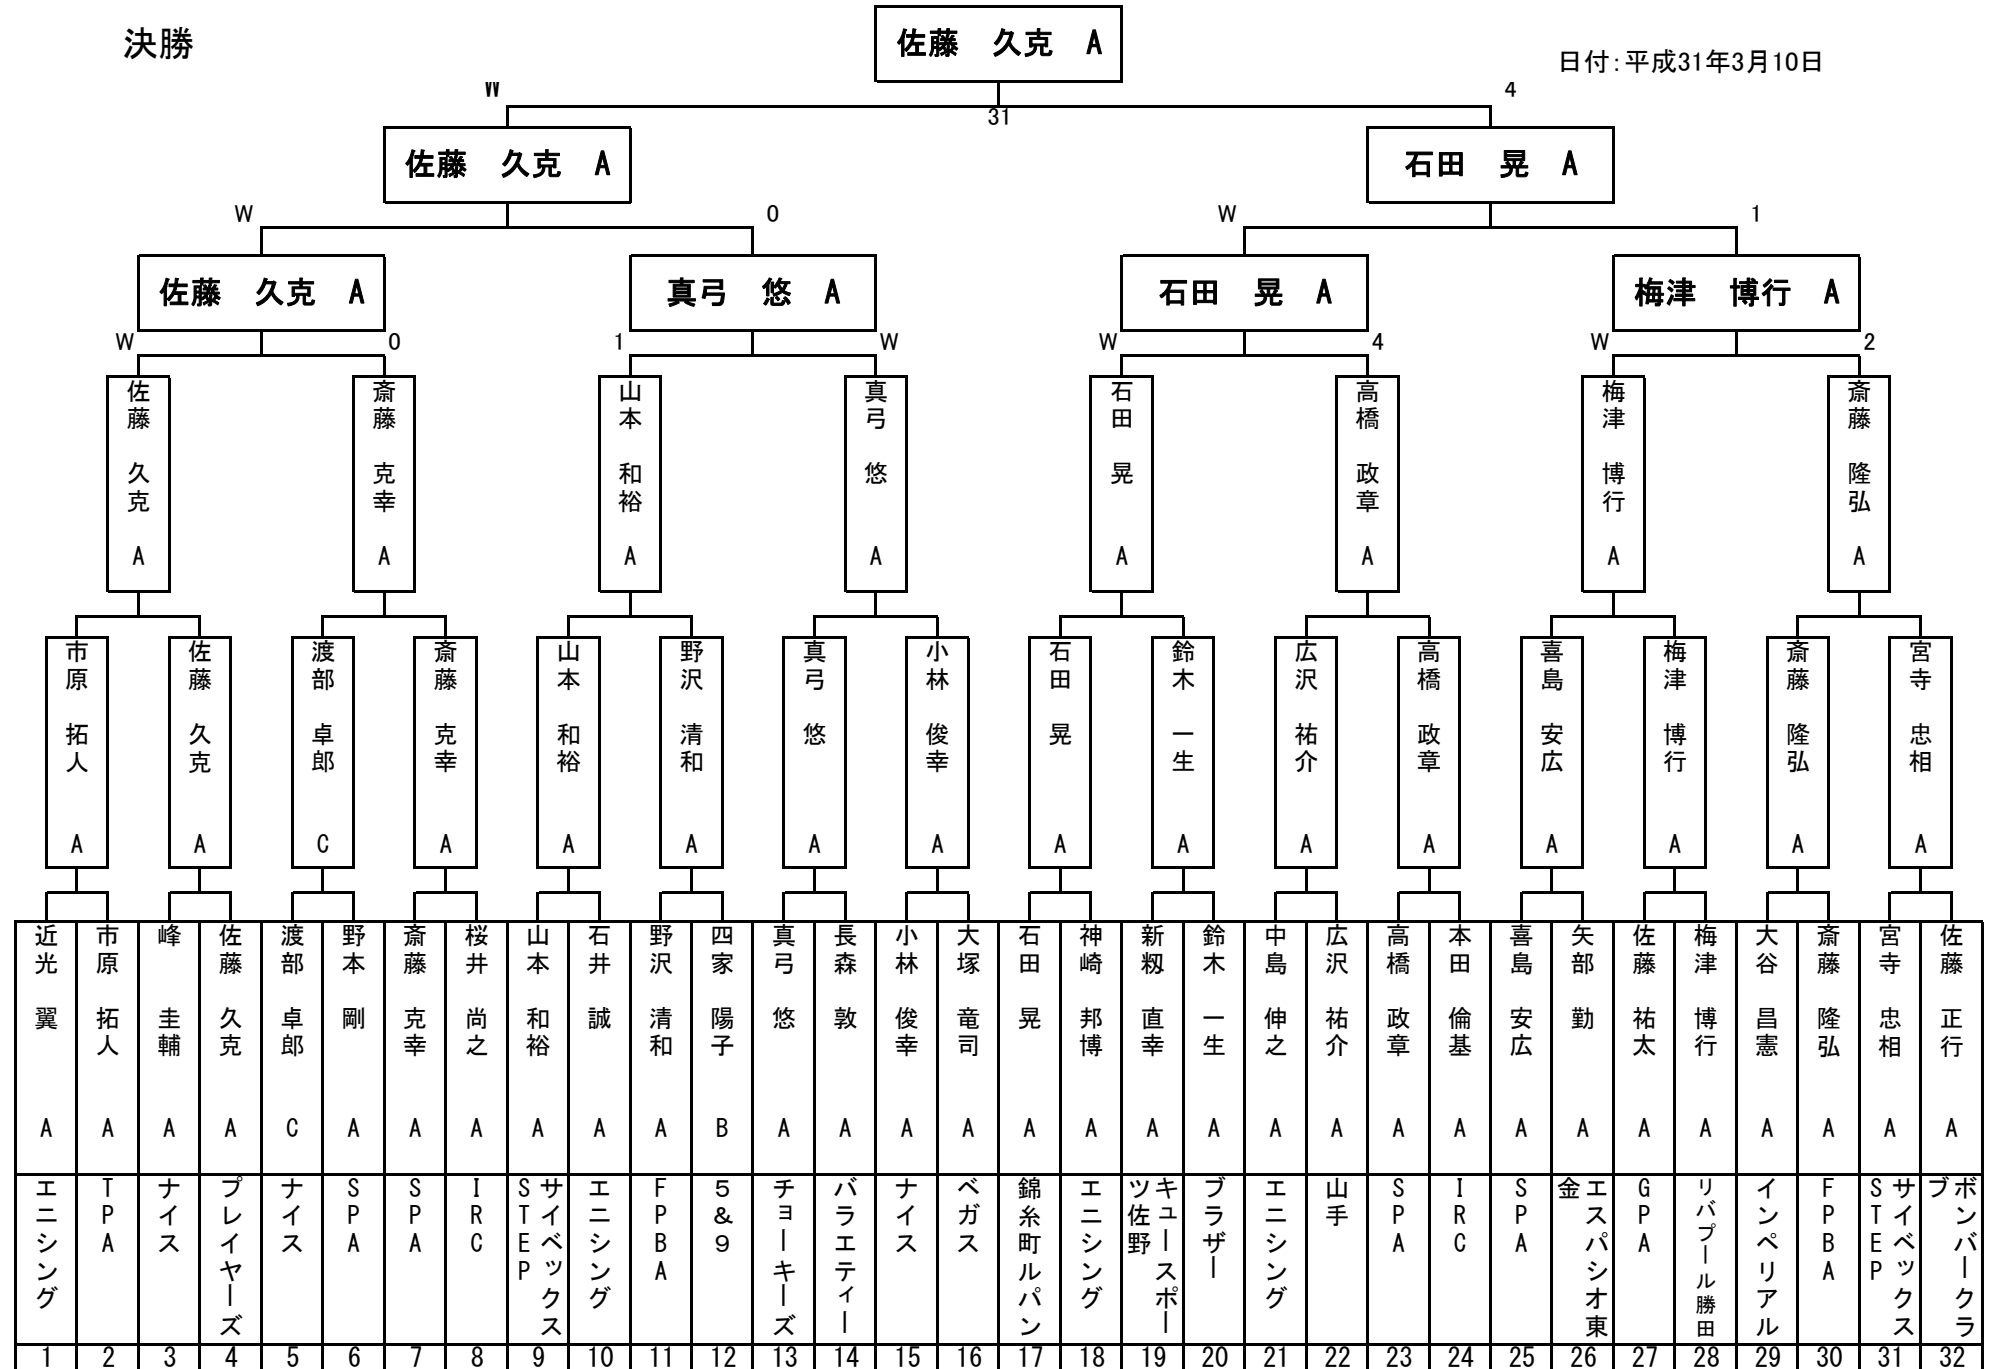 決勝
佐藤 久克 A
日付：平成31年3月10日
W 4
31
佐藤 久克 A 石田 晃 A
W 0 W 1
佐藤 久克 A 真弓 悠 A 石田 晃 A 梅津 博行 A
W 0 1 W W 4 W 2
佐藤 久克 A
斎藤 克幸 A
山本 和裕 A
真弓 悠 A
石田 晃 A
高橋 政章 A
梅津 博行 A
斎藤 隆弘 A
市原 拓人 A
佐藤 久克 A
渡部 卓郎 C
斎藤 克幸 A
山本 和裕 A
野沢 清和 A
真弓 悠 A
小林 俊幸 A
石田 晃 A
鈴木 一生 A
広沢 祐介 A
高橋 政章 A
喜島 安広 A
梅津 博行 A
斎藤 隆弘 A
宮寺 忠相 A
近光 翼 A エニシング 1
市原 拓人 A TPA 2
峰 圭輔 A ナイス 3
佐藤 久克 A プレイヤーズ 4
渡部 卓郎 C ナイス 5
野本 剛 A SPA 6
斎藤 克幸 A SPA 7
桜井 尚之 A IRC 8
山本 和裕 A サイベックスSTEP 9
石井 誠 A エニシング 10
野沢 清和 A FPBA 11
四家 陽子 B 5&9 12
真弓 悠 A チョーキーズ 13
長森 敦 A バラエティー 14
小林 俊幸 A ナイス 15
大塚 竜司 A ベガス 16
石田 晃 A 錦糸町ルパン 17
神崎 邦博 A エニシング 18
新籾 直幸 A キュースポーツ佐野 19
鈴木 一生 A ブラザー 20
中島 伸之 A エニシング 21
広沢 祐介 A 山手 22
高橋 政章 A SPA 23
本田 倫基 A IRC 24
喜島 安広 A SPA 25
矢部 勤 A エスパシオ東金 26
佐藤 祐太 A GPA 27
梅津 博行 A リバプール勝田 28
大谷 昌憲 A インペリアル 29
斎藤 隆弘 A FPBA 30
宮寺 忠相 A サイベックスSTEP 31
佐藤 正行 A ボンバークラブ 32